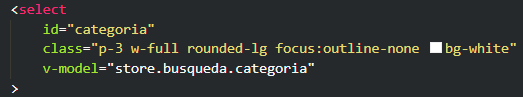 <select
id="categoria"
class="p-3 w-full rounded-lg focus:outline-none bg-white"
v-model="store.busqueda.categoria"
>